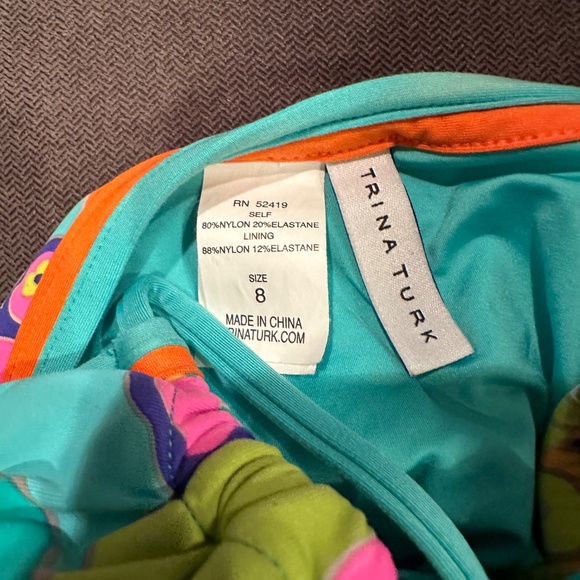 RN 52419
SELF
80%NYLON 20%ELASTANE
LINING
88%NYLON 12%ELASTANE
SIZE
8
MADE IN CHINA
TRINATURK.COM
TRINA TURK